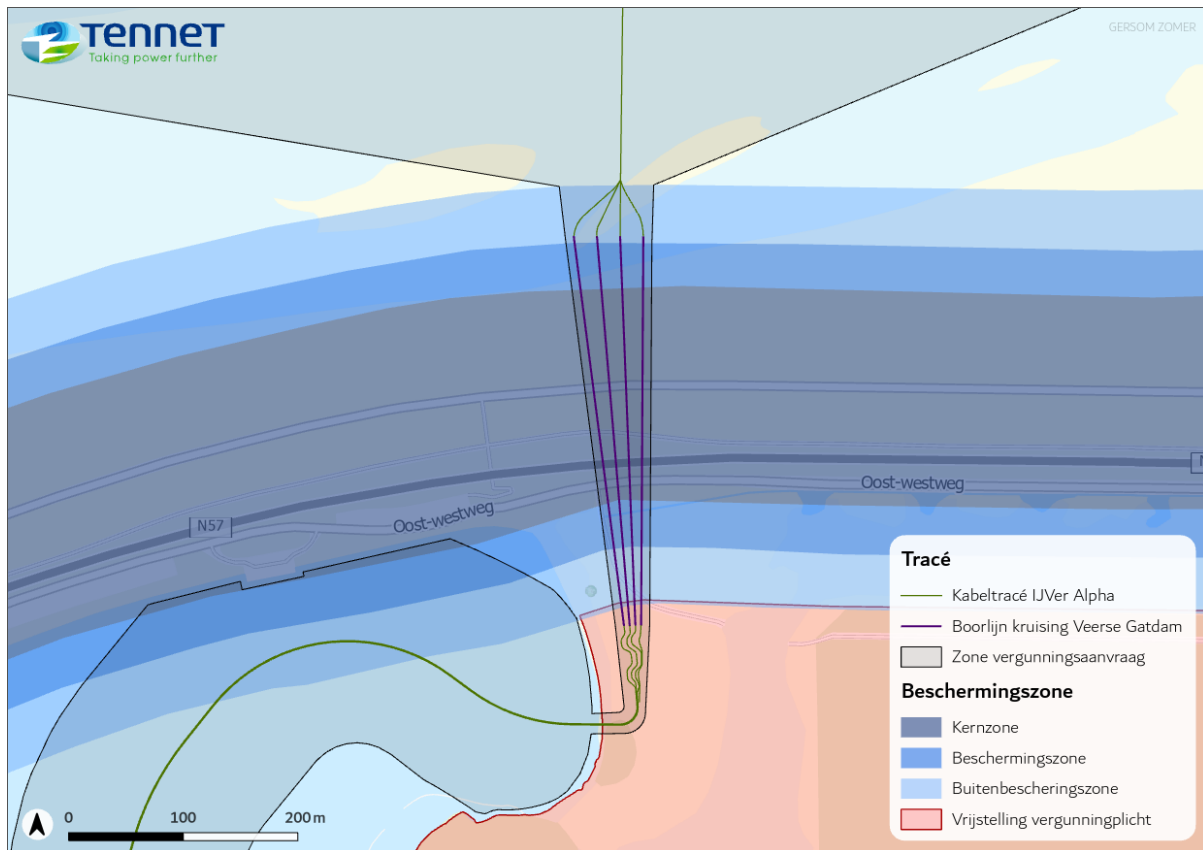 TENNET
Taking power further
GERSOM ZOMER
Oost-westweg
N57
Oost-westweg
Tracé
Kabeltracé IJVer Alpha
Boorlijn kruising Veerse Gatdam
Zone vergunningsaanvraag
Beschermingszone
Kernzone
Beschermingszone
Buitenbescheringszone
Vrijstelling vergunningplicht
0 100 200 m